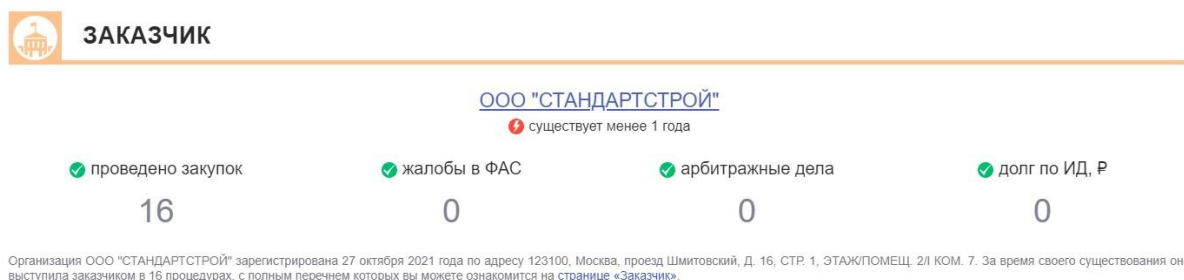 ЗАКАЗЧИК
ООО "СТАНДАРТСТРОЙ"
существует менее 1 года
проведено закупок жалобы в ФАС арбитражные дела долг по ИД, ₽
16 0 0 0
Организация ООО "СТАНДАРТСТРОЙ" зарегистрирована 27 октября 2021 года по адресу 123100, Москва, проезд Шмитовский, Д. 16, СТР. 1, ЭТАЖ/ПОМЕЩ. 2/I КОМ. 7. За время своего существования он
выступила заказчиком в 16 процедурах, с полным перечнем которых вы можете ознакомится на странице «Заказчик».